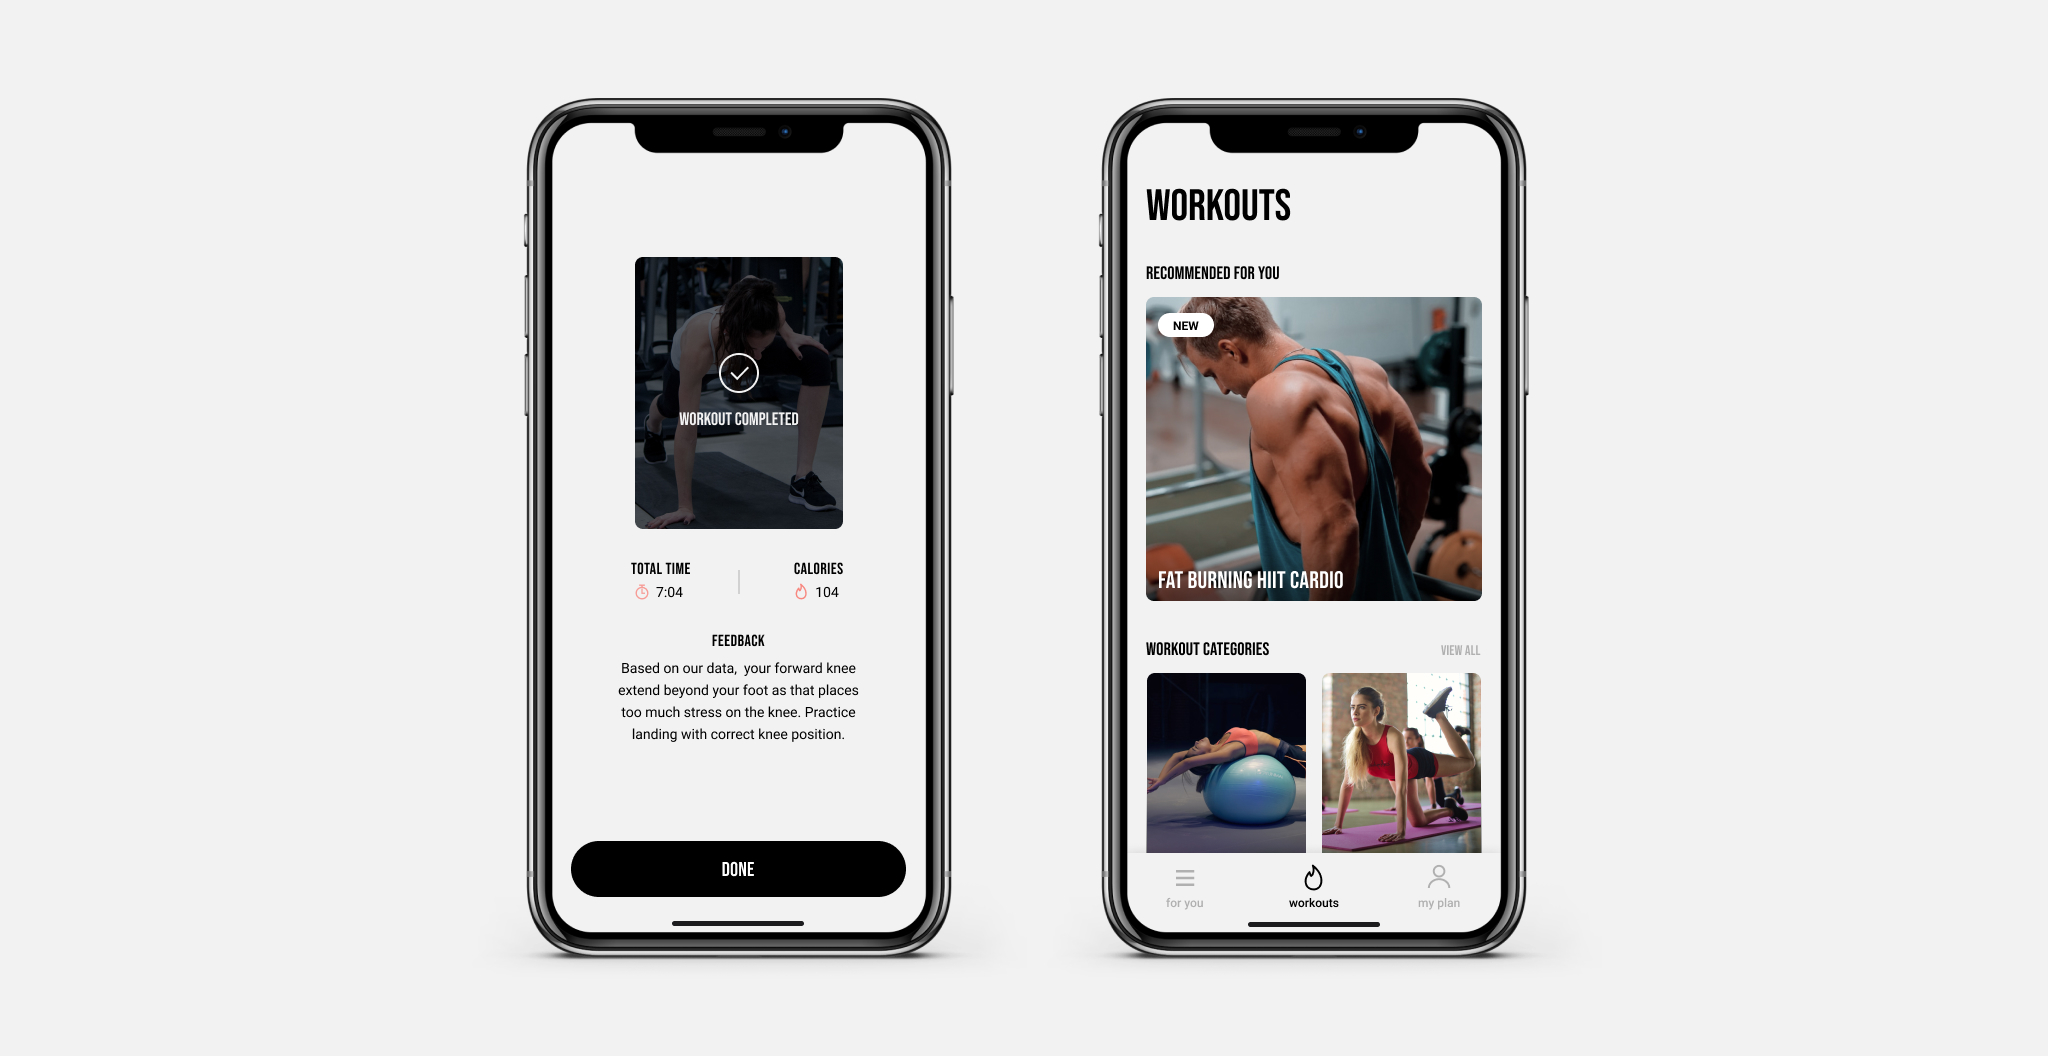 WORKOUT COMPLETED
TOTAL TIME
7:04
CALORIES
104
FEEDBACK
Based on our data,  your forward knee
extend beyond your foot as that places
too much stress on the knee. Practice
landing with correct knee position.
DONE
WORKOUTS
RECOMMENDED FOR YOU
NEW
FAT BURNING HIIT CARDIO
WORKOUT CATEGORIES
VIEW ALL
for you
workouts
my plan